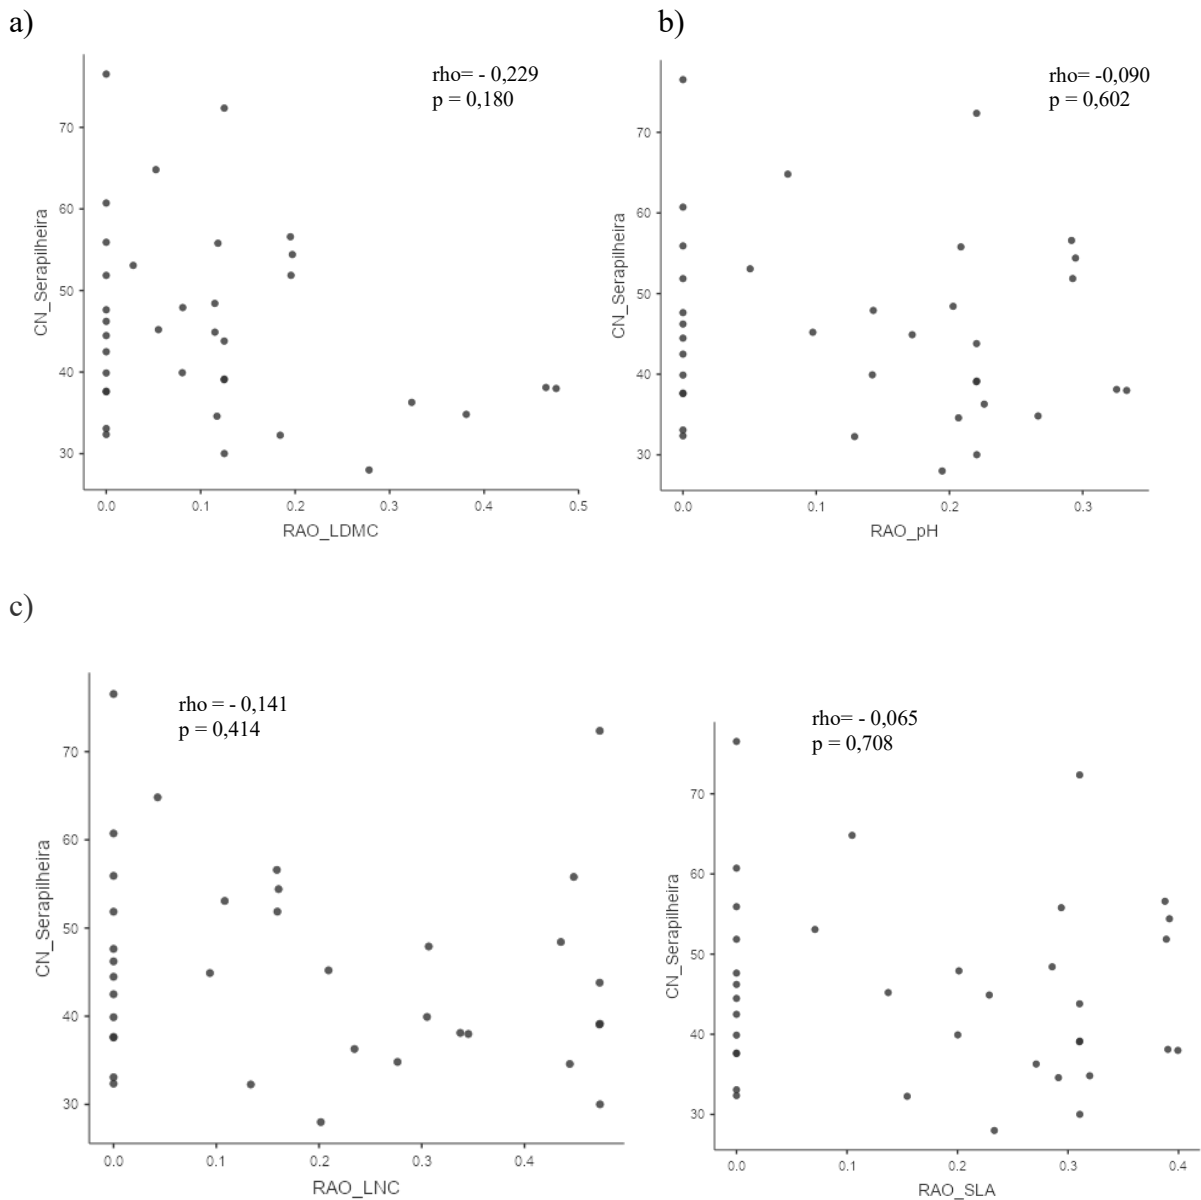 a)
rho= - 0,229
p = 0,180
70
60
50
40
30
CN_Serapilheira
0.0 0.1 0.2 0.3 0.4 0.5
RAO_LDMC
b)
rho= -0,090
p = 0,602
70
60
50
40
30
CN_Serapilheira
0.0 0.1 0.2 0.3
RAO_pH
c)
rho = - 0,141
p = 0,414
70
60
50
40
30
CN_Serapilheira
0.0 0.1 0.2 0.3 0.4
RAO_LNC
rho= - 0,065
p = 0,708
70
60
50
40
30
CN_Serapilheira
0.0 0.1 0.2 0.3 0.4
RAO_SLA